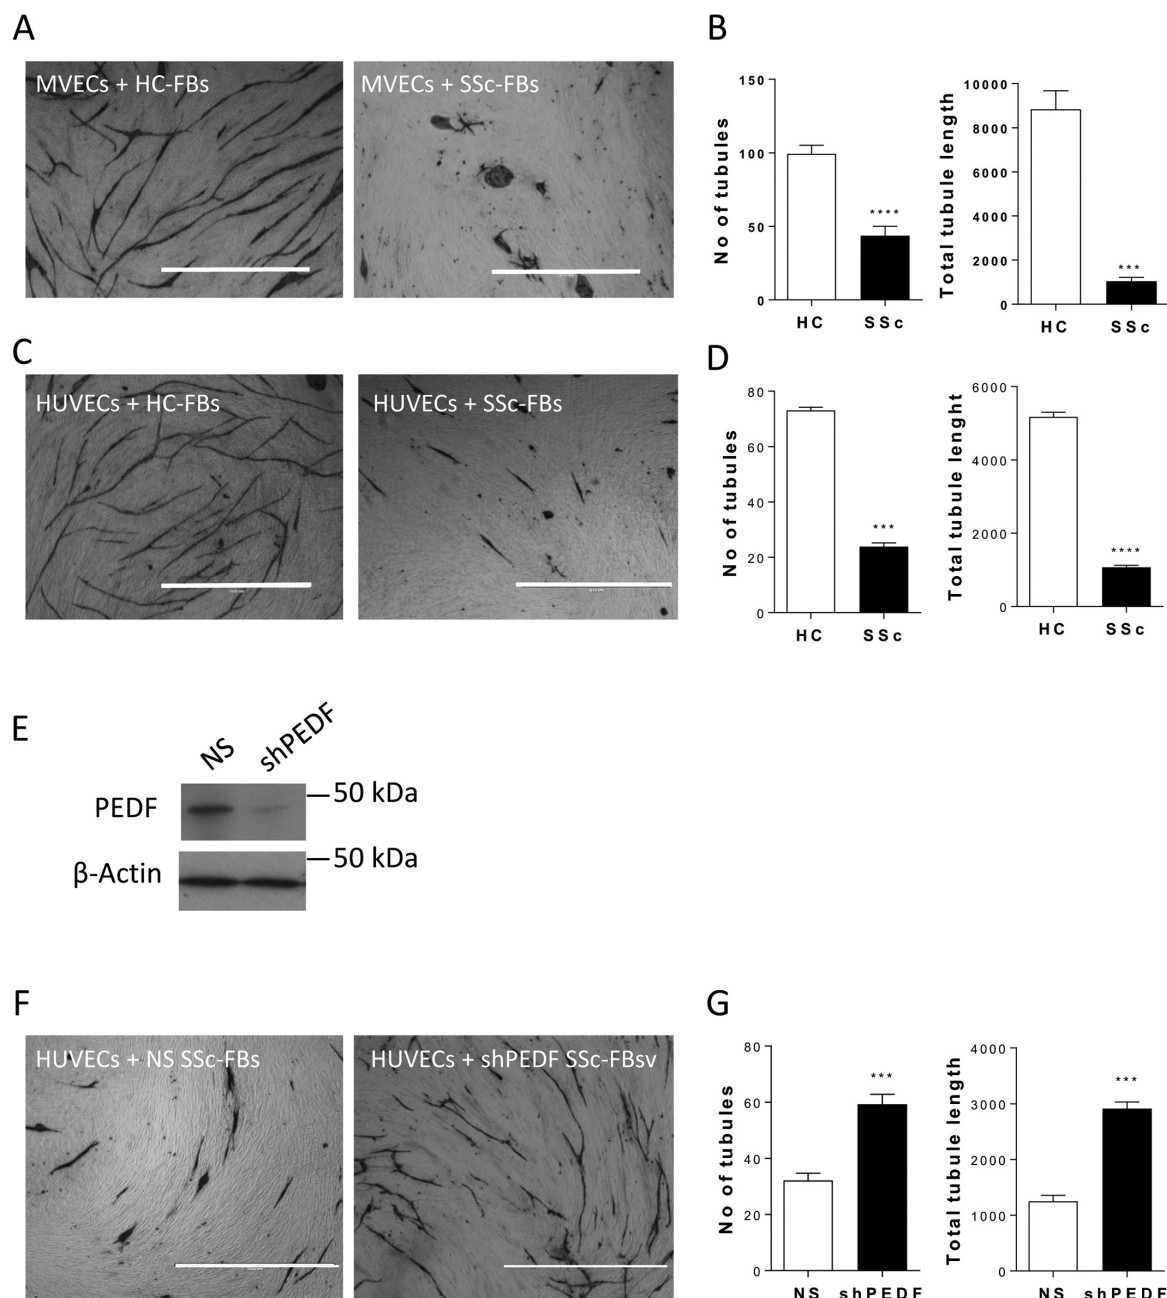 A
MVECs + HC-FBs
MVECs + SSc-FBs
B
No of tubules
150
100
50
0
****
HC
SSc
Total tubule length
10000
8000
6000
4000
2000
0
***
HC
SSc
C
HUVECs + HC-FBs
HUVECs + SSc-FBs
D
No of tubules
80
60
40
20
0
***
HC
SSc
Total tubule lenght
6000
4000
2000
0
****
HC
SSc
E
NS
shPEDF
PEDF
50 kDa
β-Actin
50 kDa
F
HUVECs + NS SSc-FBs
HUVECs + shPEDF SSc-FBsv
G
No of tubules
80
60
40
20
0
***
NS
shPEDF
Total tubule length
4000
3000
2000
1000
0
***
NS
shPEDF